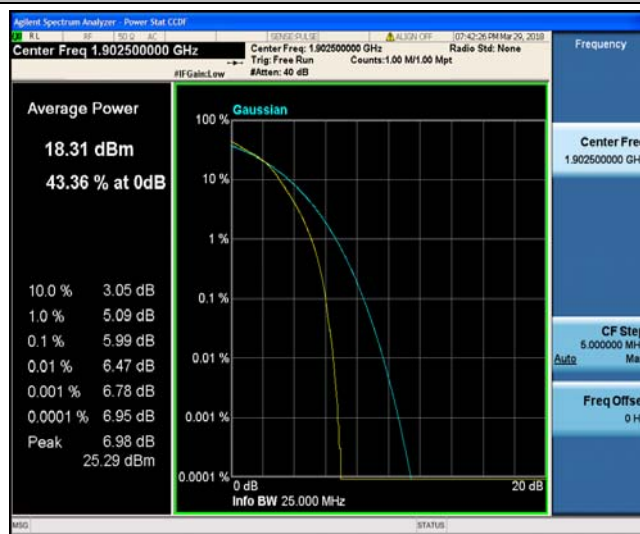 Agilent Spectrum Analyzer - Power Stat CCDF
RL RF 50 Ω AC SENSE:PULSE ALIGN OFF 07:42:26 PM Mar 29, 2018
Center Freq 1.902500000 GHz
Center Freq: 1.902500000 GHz Radio Std: None
Trig: Free Run Counts:1.00 M/1.00 Mpt
#IFGain:Low #Atten: 40 dB
Frequency
Average Power
18.31 dBm
43.36 % at 0dB
10.0 % 3.05 dB
1.0 % 5.09 dB
0.1 % 5.99 dB
0.01 % 6.47 dB
0.001 % 6.78 dB
0.0001 % 6.95 dB
Peak 6.98 dB
25.29 dBm
Gaussian
100 %
10 %
1 %
0.1 %
0.01 %
0.001 %
0.0001 %
0 dB 20 dB
Info BW 25.000 MHz
Center Fre
1.902500000 GH
CF Step
5.000000 MH
Auto Ma
Freq Offse
0 H
MSG STATUS